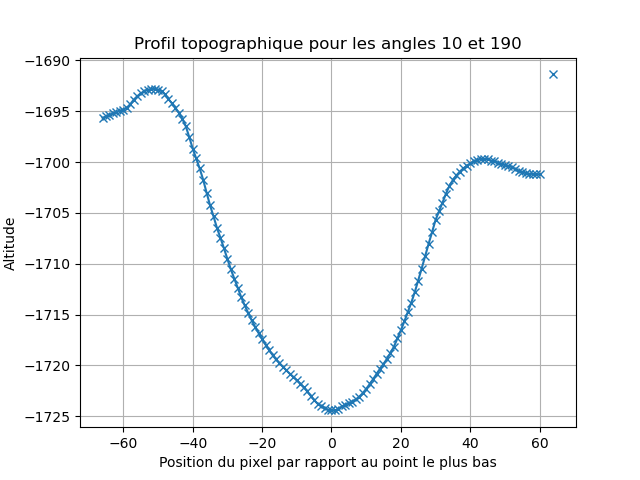 Profil topographique pour les angles 10 et 190
−1690
−1695
−1700
−1705
−1710
−1715
−1720
−1725
Altitude
−60 −40 −20 0 20 40 60
Position du pixel par rapport au point le plus bas